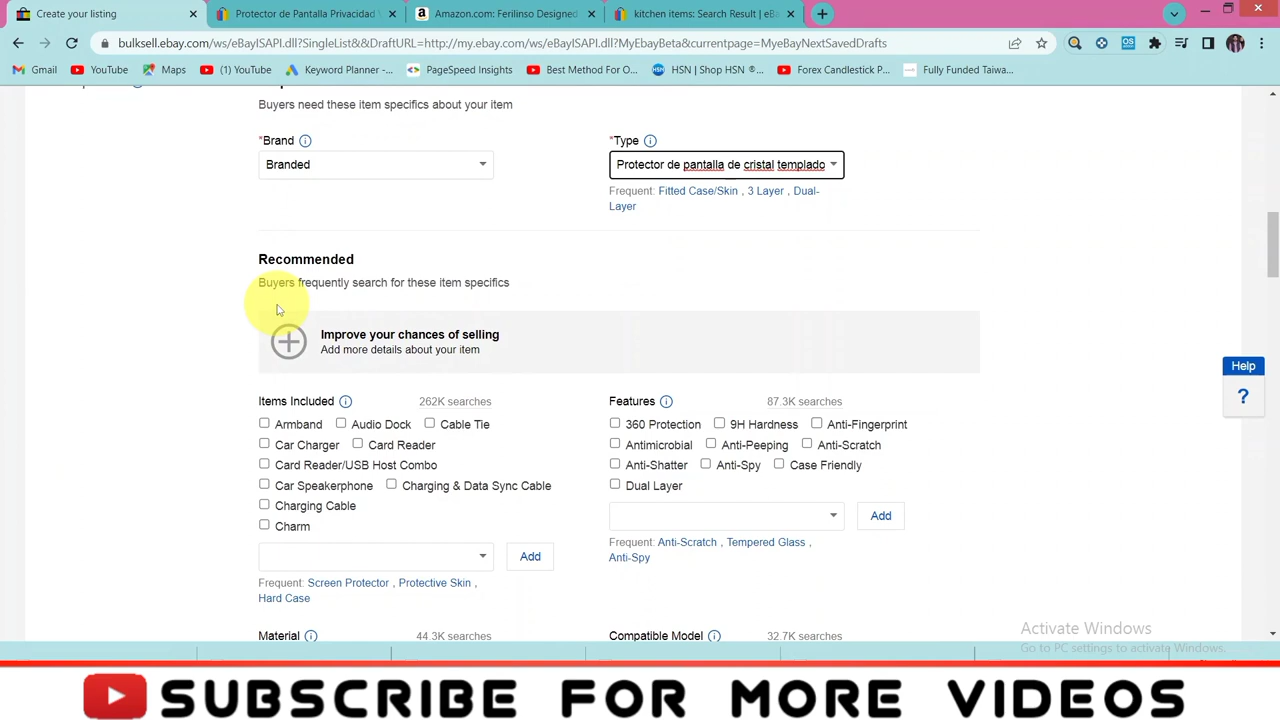 Create your listing
Protector de Pantalla Privacidad V
Amazon.com: Ferilinso Designed
kitchen items: Search Result | eBa
bulksell.ebay.com/ws/eBayISAPI.dll?SingleList&&DraftURL=http://my.ebay.com/ws/eBayISAPI.dll?MyEbayBeta&currentpage=MyeBayNextSavedDrafts
Gmail YouTube Maps (1) YouTube Keyword Planner -... PageSpeed Insights Best Method For O... HSN | Shop HSN ®... Forex Candlestick P... Fully Funded Taiwa...
Buyers need these item specifics about your item
*Brand
*Type
Branded
Protector de pantalla de cristal templado
Frequent: Fitted Case/Skin , 3 Layer , Dual-
Layer
Recommended
Buyers frequently search for these item specifics
Improve your chances of selling
Add more details about your item
Help
?
Items Included 262K searches
Armband Audio Dock Cable Tie
Car Charger Card Reader
Card Reader/USB Host Combo
Car Speakerphone Charging & Data Sync Cable
Charging Cable
Charm
Add
Frequent: Screen Protector , Protective Skin ,
Hard Case
Features 87.3K searches
360 Protection 9H Hardness Anti-Fingerprint
Antimicrobial Anti-Peeping Anti-Scratch
Anti-Shatter Anti-Spy Case Friendly
Dual Layer
Add
Frequent: Anti-Scratch , Tempered Glass ,
Anti-Spy
Material 44.3K searches
Compatible Model 32.7K searches
Activate Windows
Go to PC settings to activate Windows.
SUBSCRIBE FOR MORE VIDEOS